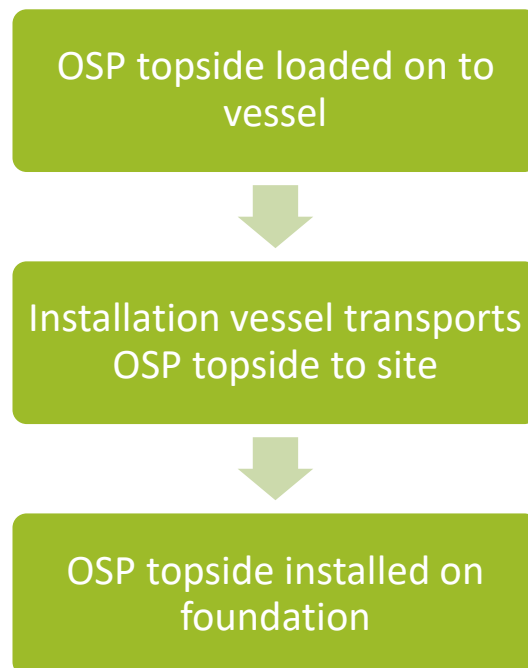 OSP topside loaded on to
vessel
Installation vessel transports
OSP topside to site
OSP topside installed on
foundation